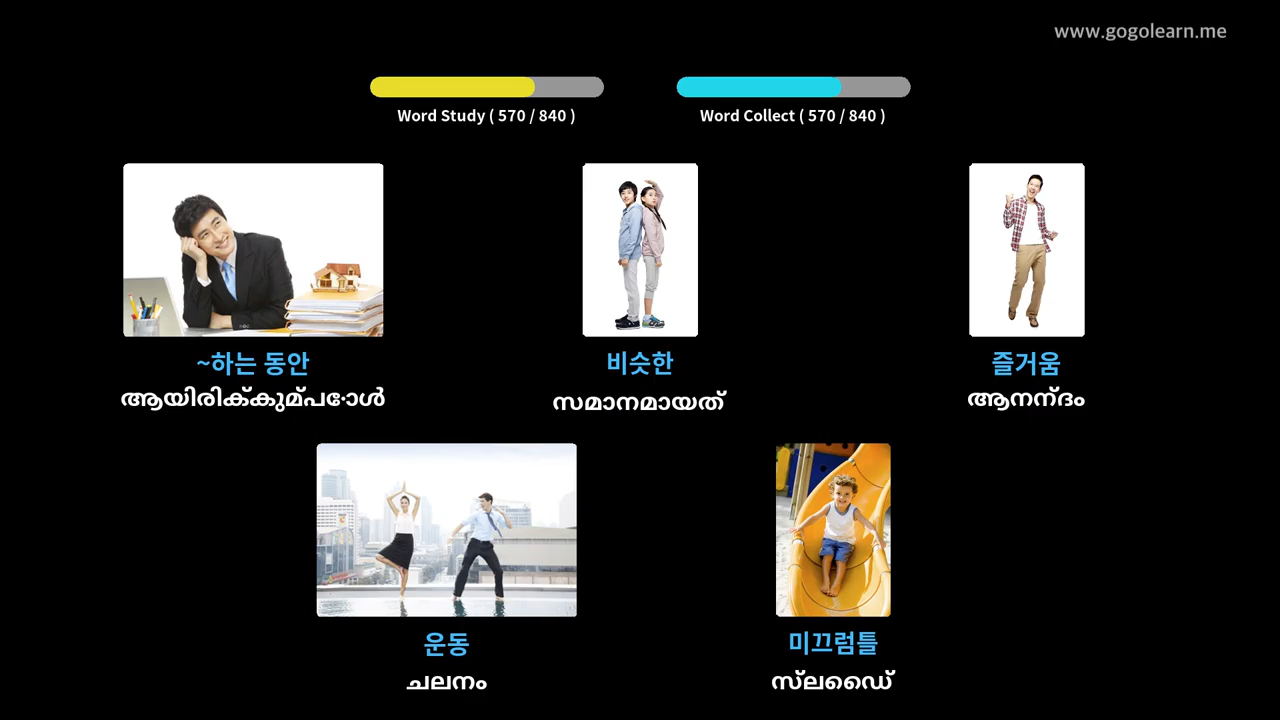 www.gogolearn.me
Word Study ( 570 / 840 )
Word Collect ( 570 / 840 )
~하는 동안
ആയിരിക്കുമ്പോൾ
비슷한
സമാനമായത്
즐거움
ആനന്ദം
운동
ചലനം
미끄럼틀
സ്ലൈഡ്